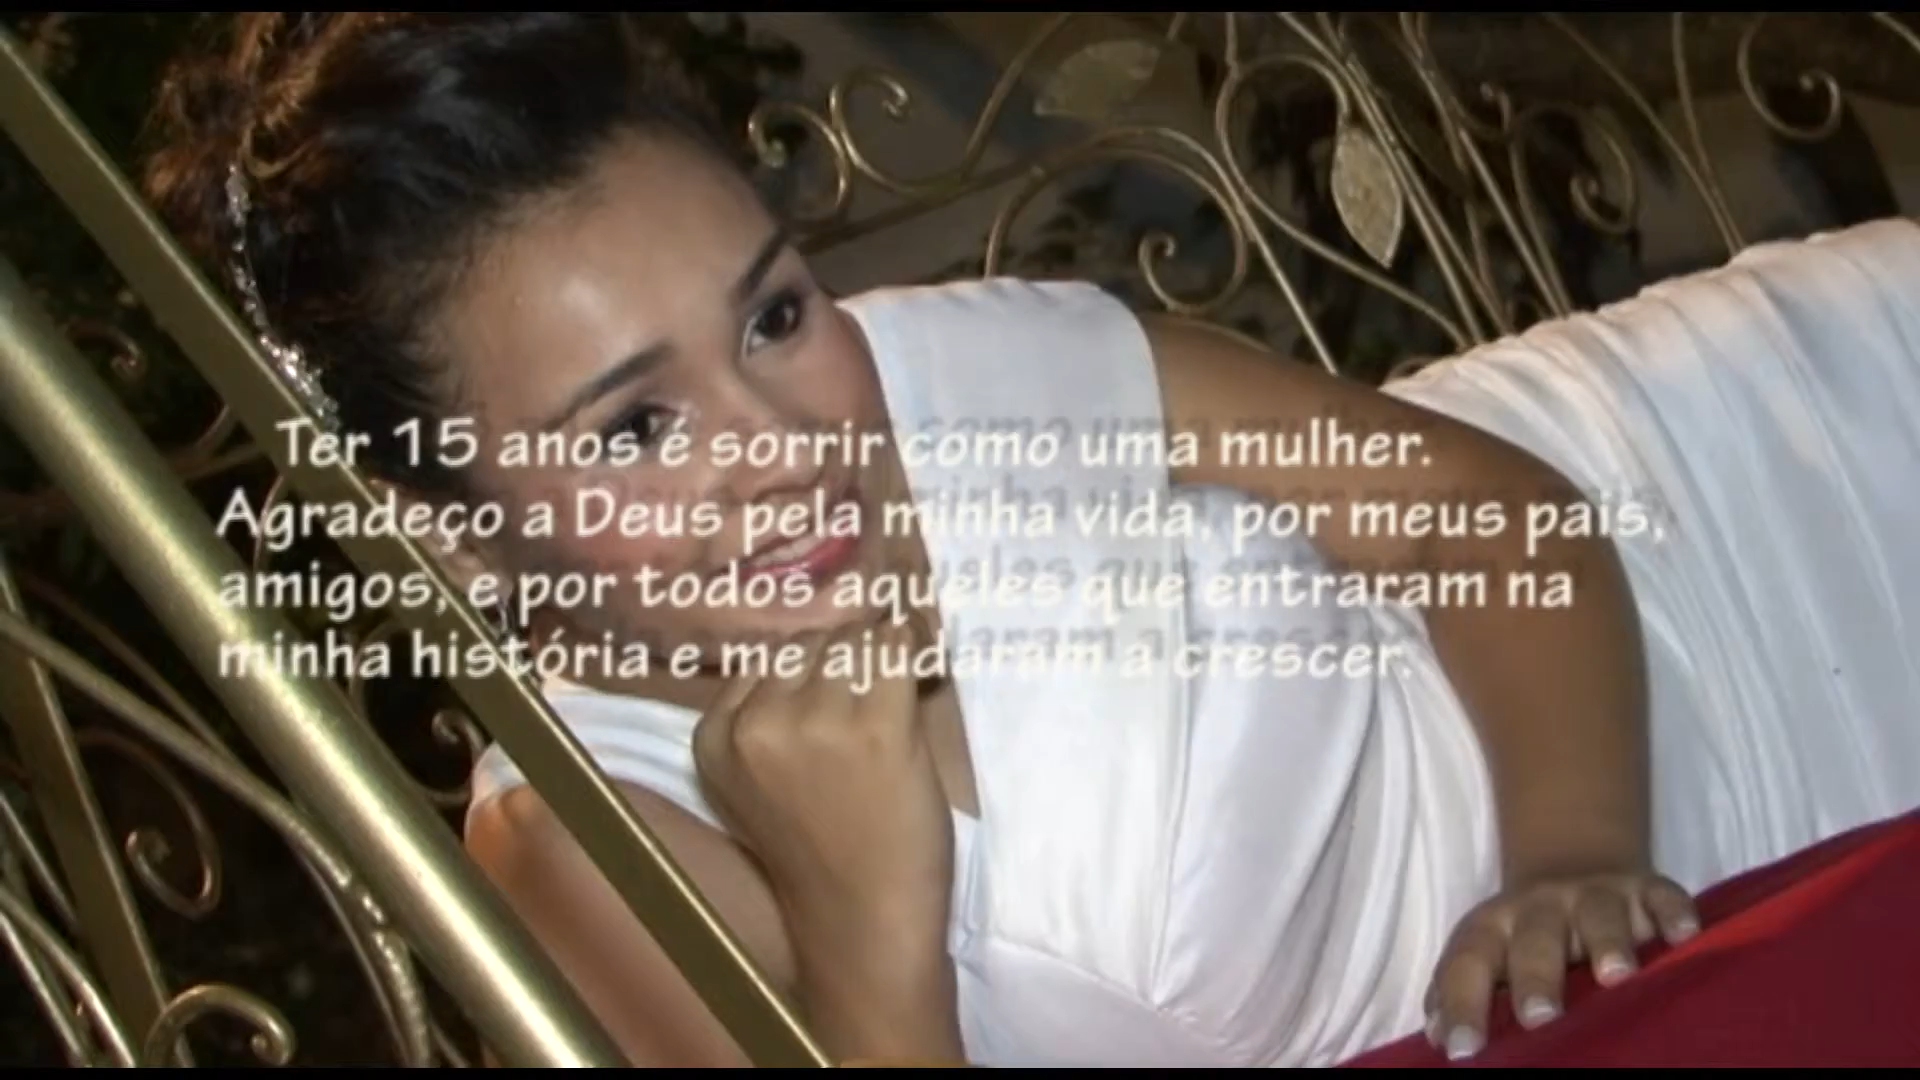 Ter 15 anos é sorrir como uma mulher.
Agradeço a Deus pela minha vida, por meus pais,
amigos, e por todos aqueles que entraram na
minha história e me ajudaram a crescer.